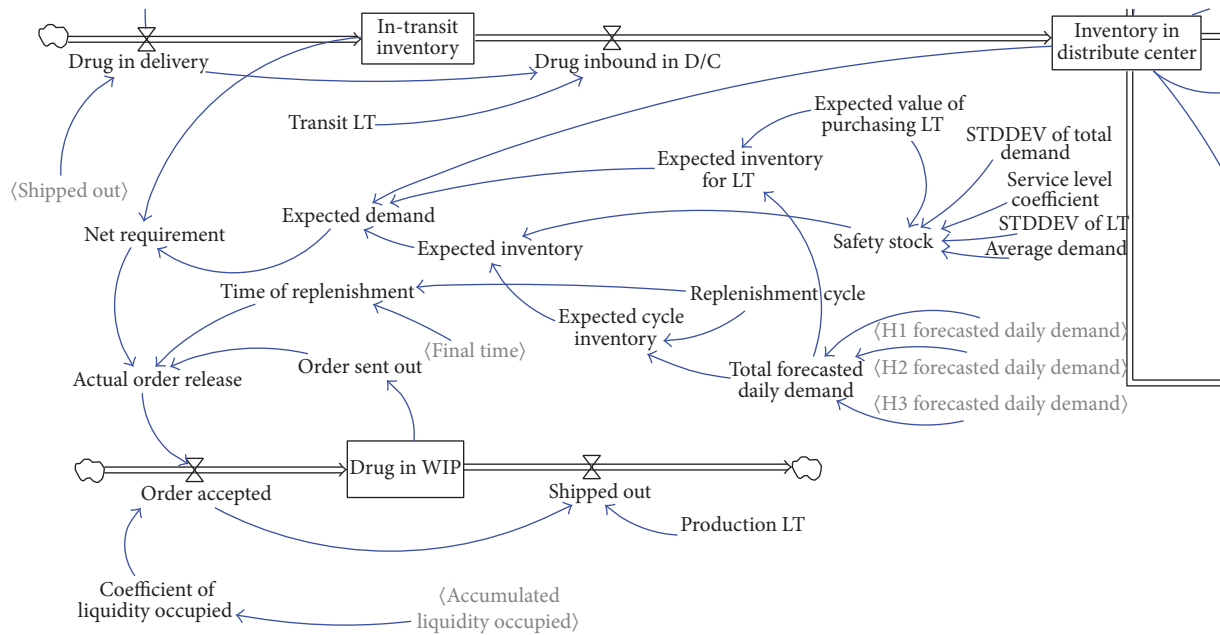 In-transit
inventory
Inventory in
distribute center
Drug in delivery
Drug inbound in D/C
Transit LT
Expected value of
purchasing LT
STDDEV of total
demand
Expected inventory
for LT
Service level
coefficient
⟨Shipped out⟩
Expected demand
STDDEV of LT
Net requirement
Expected inventory
Safety stock
Average demand
Time of replenishment
Replenishment cycle
Expected cycle
inventory
⟨H1 forecasted daily demand⟩
⟨Final time⟩
Order sent out
Total forecasted
daily demand
⟨H2 forecasted daily demand⟩
Actual order release
⟨H3 forecasted daily demand⟩
Drug in WIP
Order accepted
Shipped out
Production LT
Coefficient of
liquidity occupied
⟨Accumulated
liquidity occupied⟩